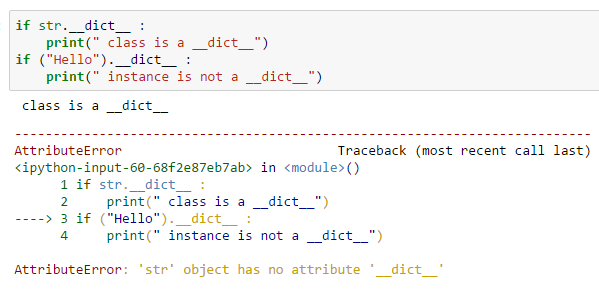 if str.__dict__ :
    print(" class is a __dict__")
if ("Hello").__dict__ :
    print(" instance is not a __dict__")
 class is a __dict__
---------------------------------------------------------------------------
AttributeError                            Traceback (most recent call last)
<ipython-input-60-68f2e87eb7ab> in <module>()
      1 if str.__dict__ :
      2     print(" class is a __dict__")
----> 3 if ("Hello").__dict__ :
      4     print(" instance is not a __dict__")
AttributeError: 'str' object has no attribute '__dict__'